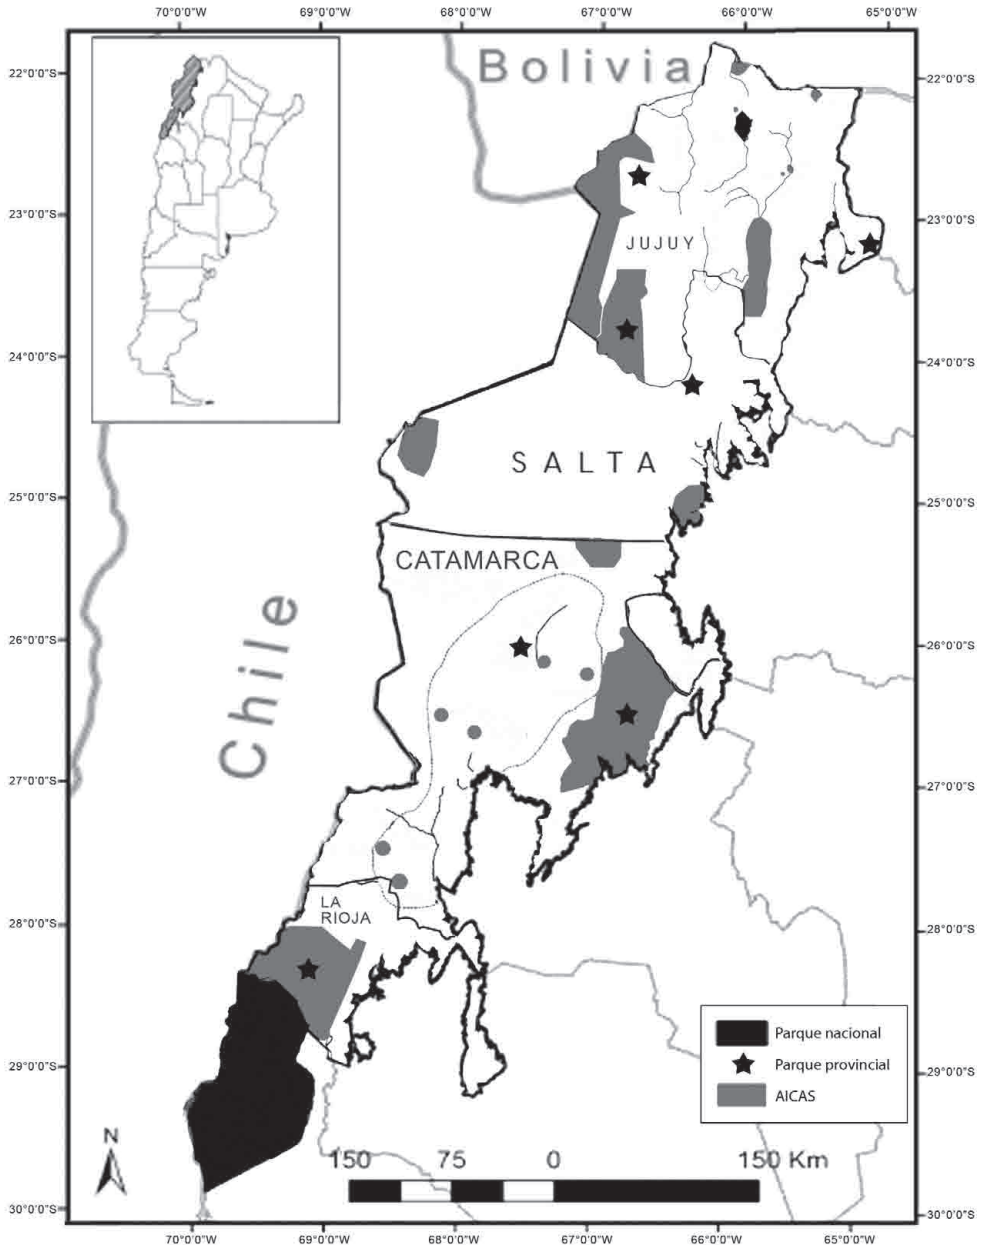 70°0'0"W 69°0'0"W 68°0'0"W 67°0'0"W 66°0'0"W 65°0'0"W
Bolivia
22°0'0"S 22°0'0"S
23°0'0"S 23°0'0"S
JUJUY
24°0'0"S 24°0'0"S
SALTA
25°0'0"S 25°0'0"S
CATAMARCA
Chile
26°0'0"S 26°0'0"S
27°0'0"S 27°0'0"S
LA
RIOJA
28°0'0"S 28°0'0"S
Parque nacional
Parque provincial
AICAS
29°0'0"S 29°0'0"S
N
150 75 0 150 Km
30°0'0"S 30°0'0"S
70°0'0"W 69°0'0"W 68°0'0"W 67°0'0"W 66°0'0"W 65°0'0"W